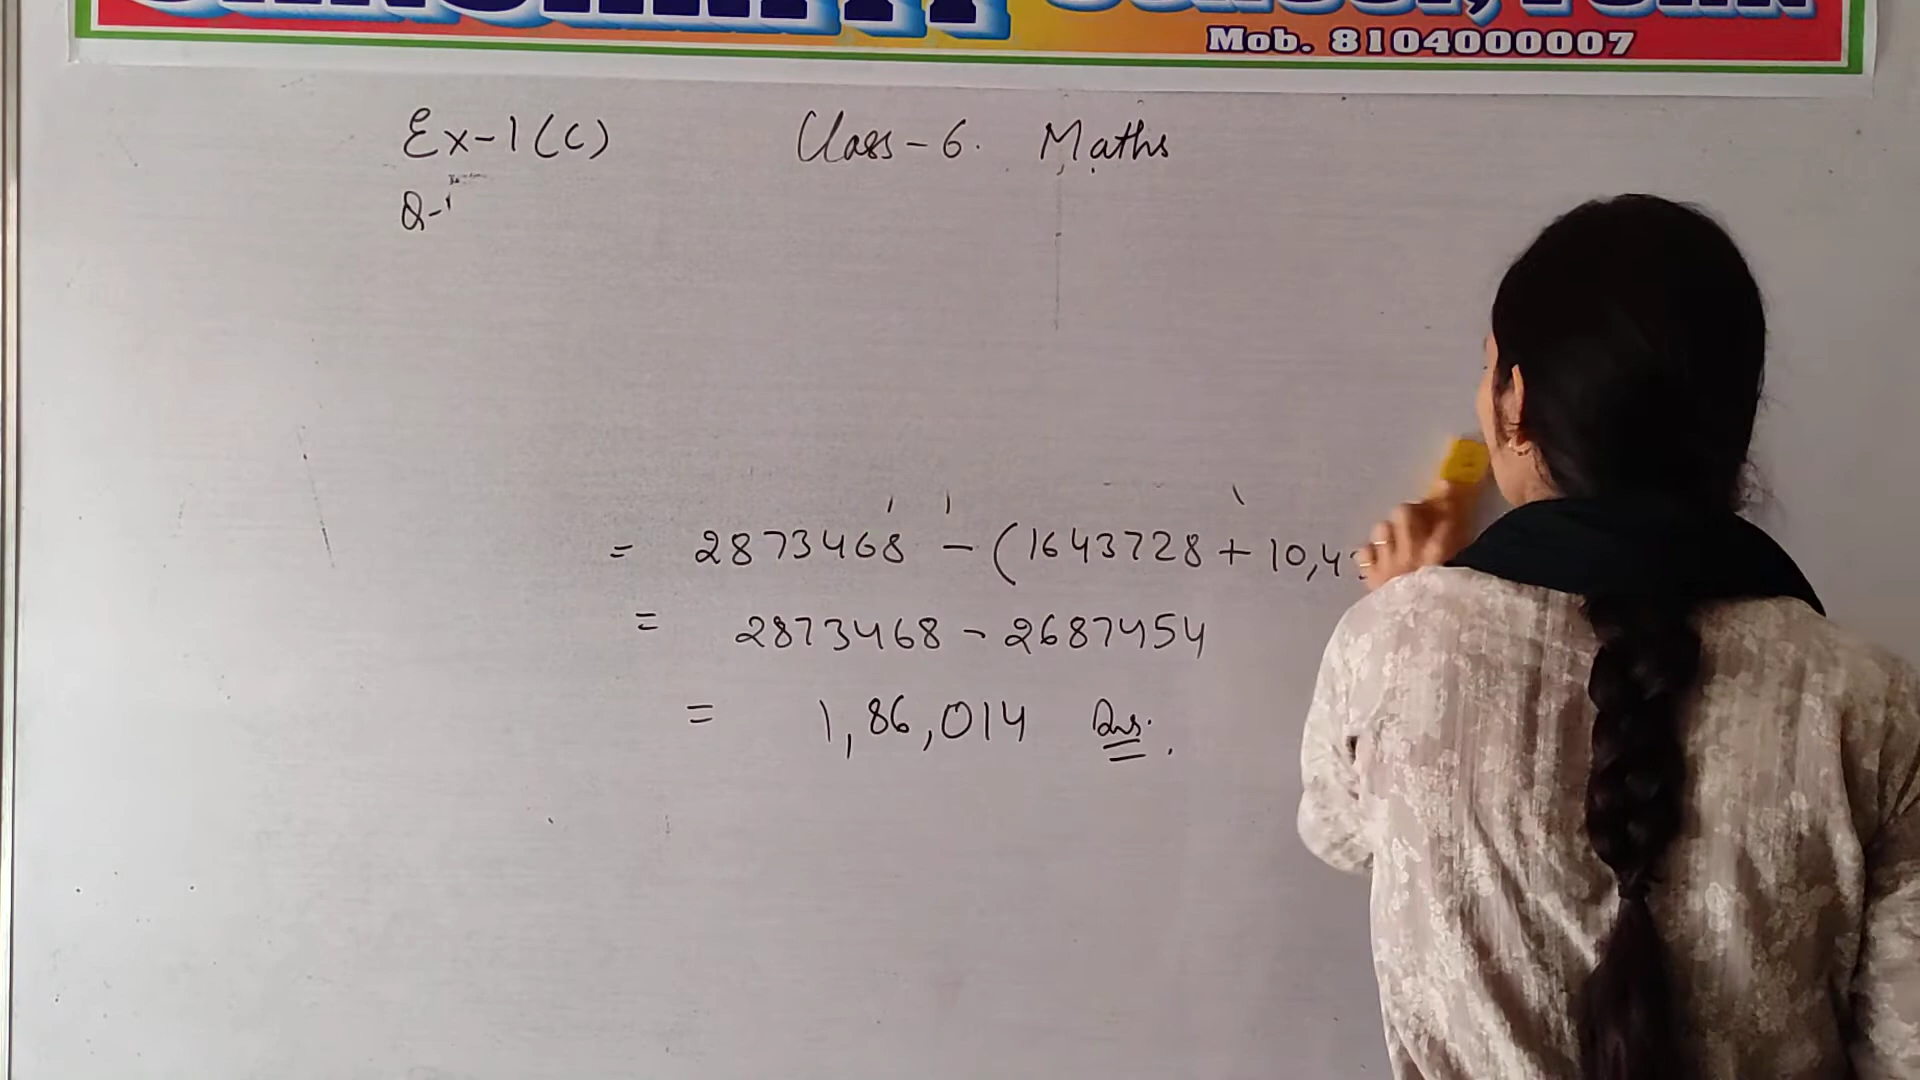 Mob. 8104000007
Ex-1(C) Class-6. Maths
Q-1
= 2873468 - (1643728 + 10,4
= 2873468 - 2687454
= 1,86,014 Ans.